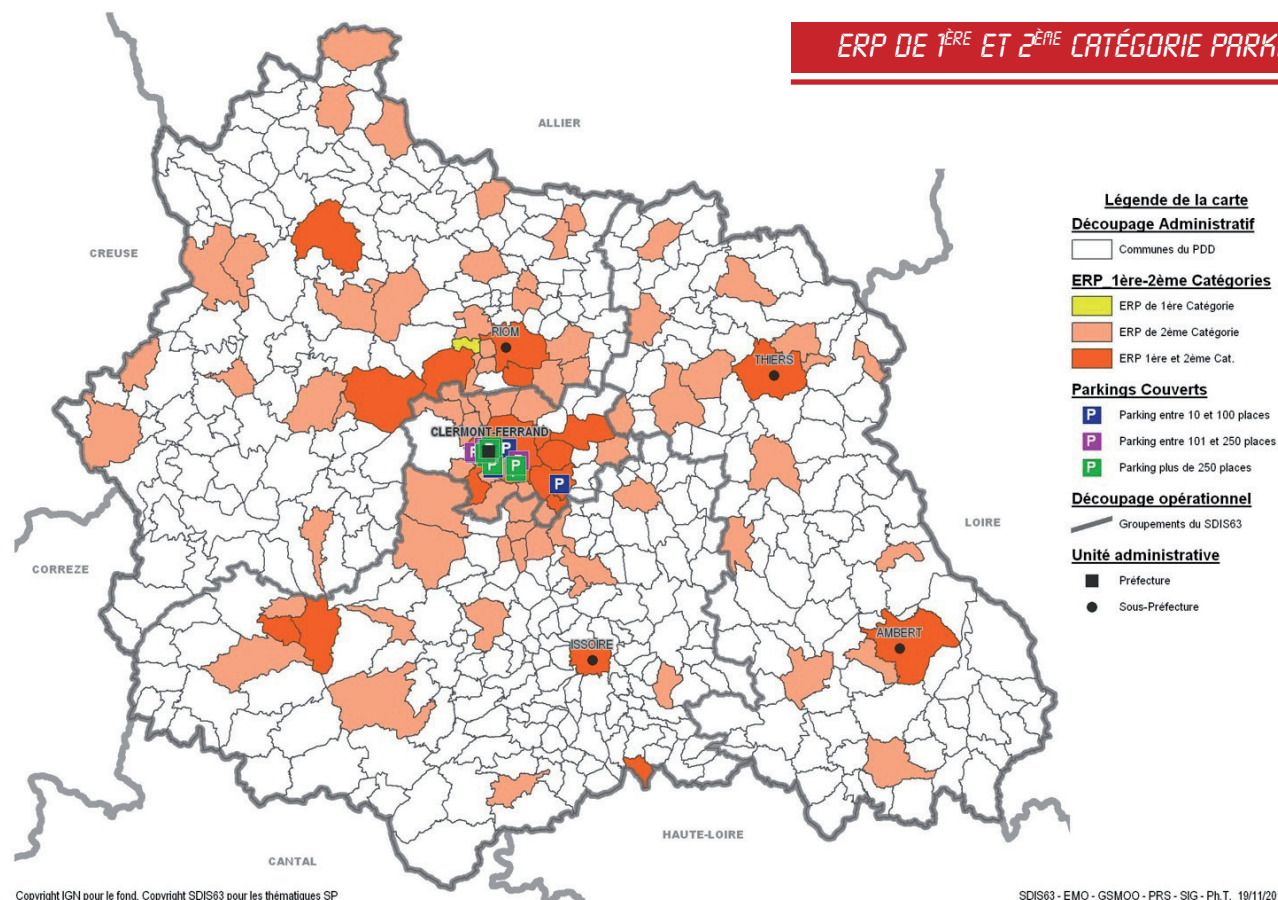 ERP DE 1ÈRE ET 2ÈME CATÉGORIE
ALLIER
CREUSE
CORREZE
CANTAL
HAUTE-LOIRE
LOIRE
RIOM
THIERS
CLERMONT-FERRAND
P
P
P
P
P
ISSOIRE
AMBERT
Légende de la carte
Découpage Administratif
Communes du PDD
ERP_1ère-2ème Catégories
ERP de 1ère Catégorie
ERP de 2ème Catégorie
ERP 1ère et 2ème Cat.
Parkings Couverts
P Parking entre 10 et 100 places
P Parking entre 101 et 250 places
P Parking plus de 250 places
Découpage opérationnel
Groupements du SDIS63
Unité administrative
Préfecture
Sous-Préfecture
Copyright IGN pour le fond, Copyright SDIS63 pour les thématiques SP
SDIS63 - EMO - GSMOO - PRS - SIG - Ph.T. 19/11/20